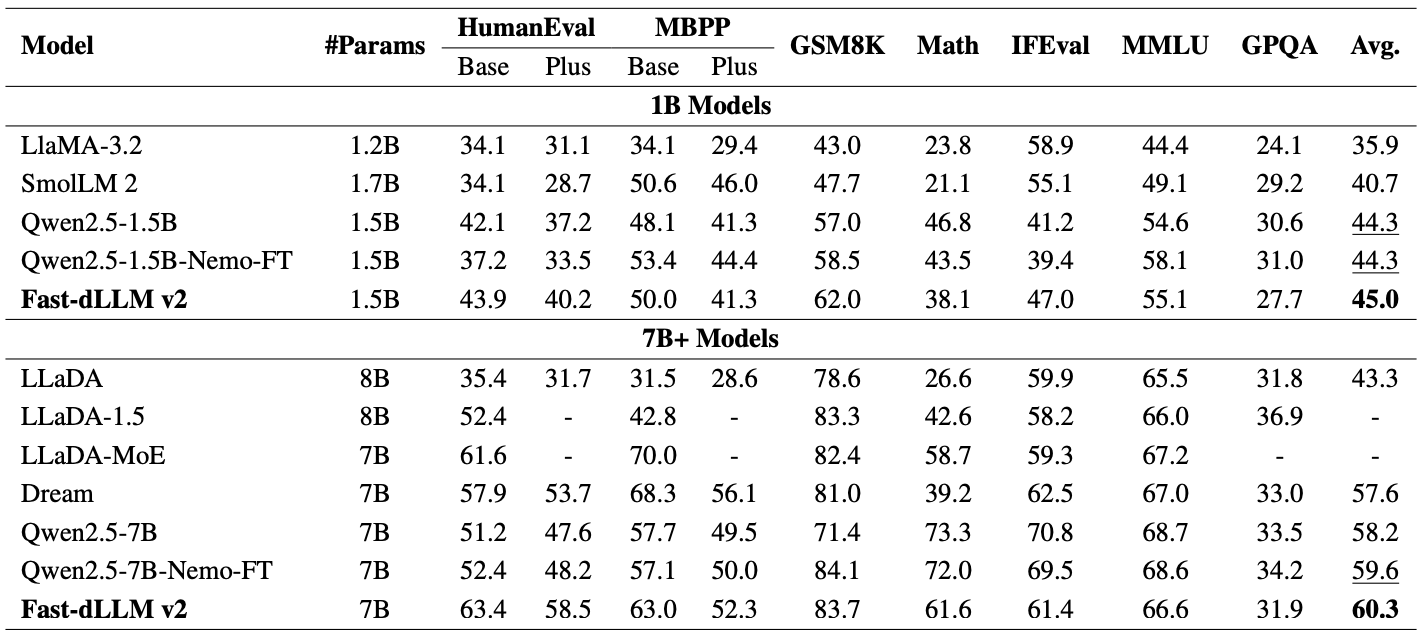 Model #Params HumanEval MBPP GSM8K Math IFEval MMLU GPQA Avg.
Base Plus Base Plus
1B Models
LlaMA-3.2 1.2B 34.1 31.1 34.1 29.4 43.0 23.8 58.9 44.4 24.1 35.9
SmolLM 2 1.7B 34.1 28.7 50.6 46.0 47.7 21.1 55.1 49.1 29.2 40.7
Qwen2.5-1.5B 1.5B 42.1 37.2 48.1 41.3 57.0 46.8 41.2 54.6 30.6 44.3
Qwen2.5-1.5B-Nemo-FT 1.5B 37.2 33.5 53.4 44.4 58.5 43.5 39.4 58.1 31.0 44.3
Fast-dLLM v2 1.5B 43.9 40.2 50.0 41.3 62.0 38.1 47.0 55.1 27.7 45.0
7B+ Models
LLaDA 8B 35.4 31.7 31.5 28.6 78.6 26.6 59.9 65.5 31.8 43.3
LLaDA-1.5 8B 52.4 - 42.8 - 83.3 42.6 58.2 66.0 36.9 -
LLaDA-MoE 7B 61.6 - 70.0 - 82.4 58.7 59.3 67.2 - -
Dream 7B 57.9 53.7 68.3 56.1 81.0 39.2 62.5 67.0 33.0 57.6
Qwen2.5-7B 7B 51.2 47.6 57.7 49.5 71.4 73.3 70.8 68.7 33.5 58.2
Qwen2.5-7B-Nemo-FT 7B 52.4 48.2 57.1 50.0 84.1 72.0 69.5 68.6 34.2 59.6
Fast-dLLM v2 7B 63.4 58.5 63.0 52.3 83.7 61.6 61.4 66.6 31.9 60.3